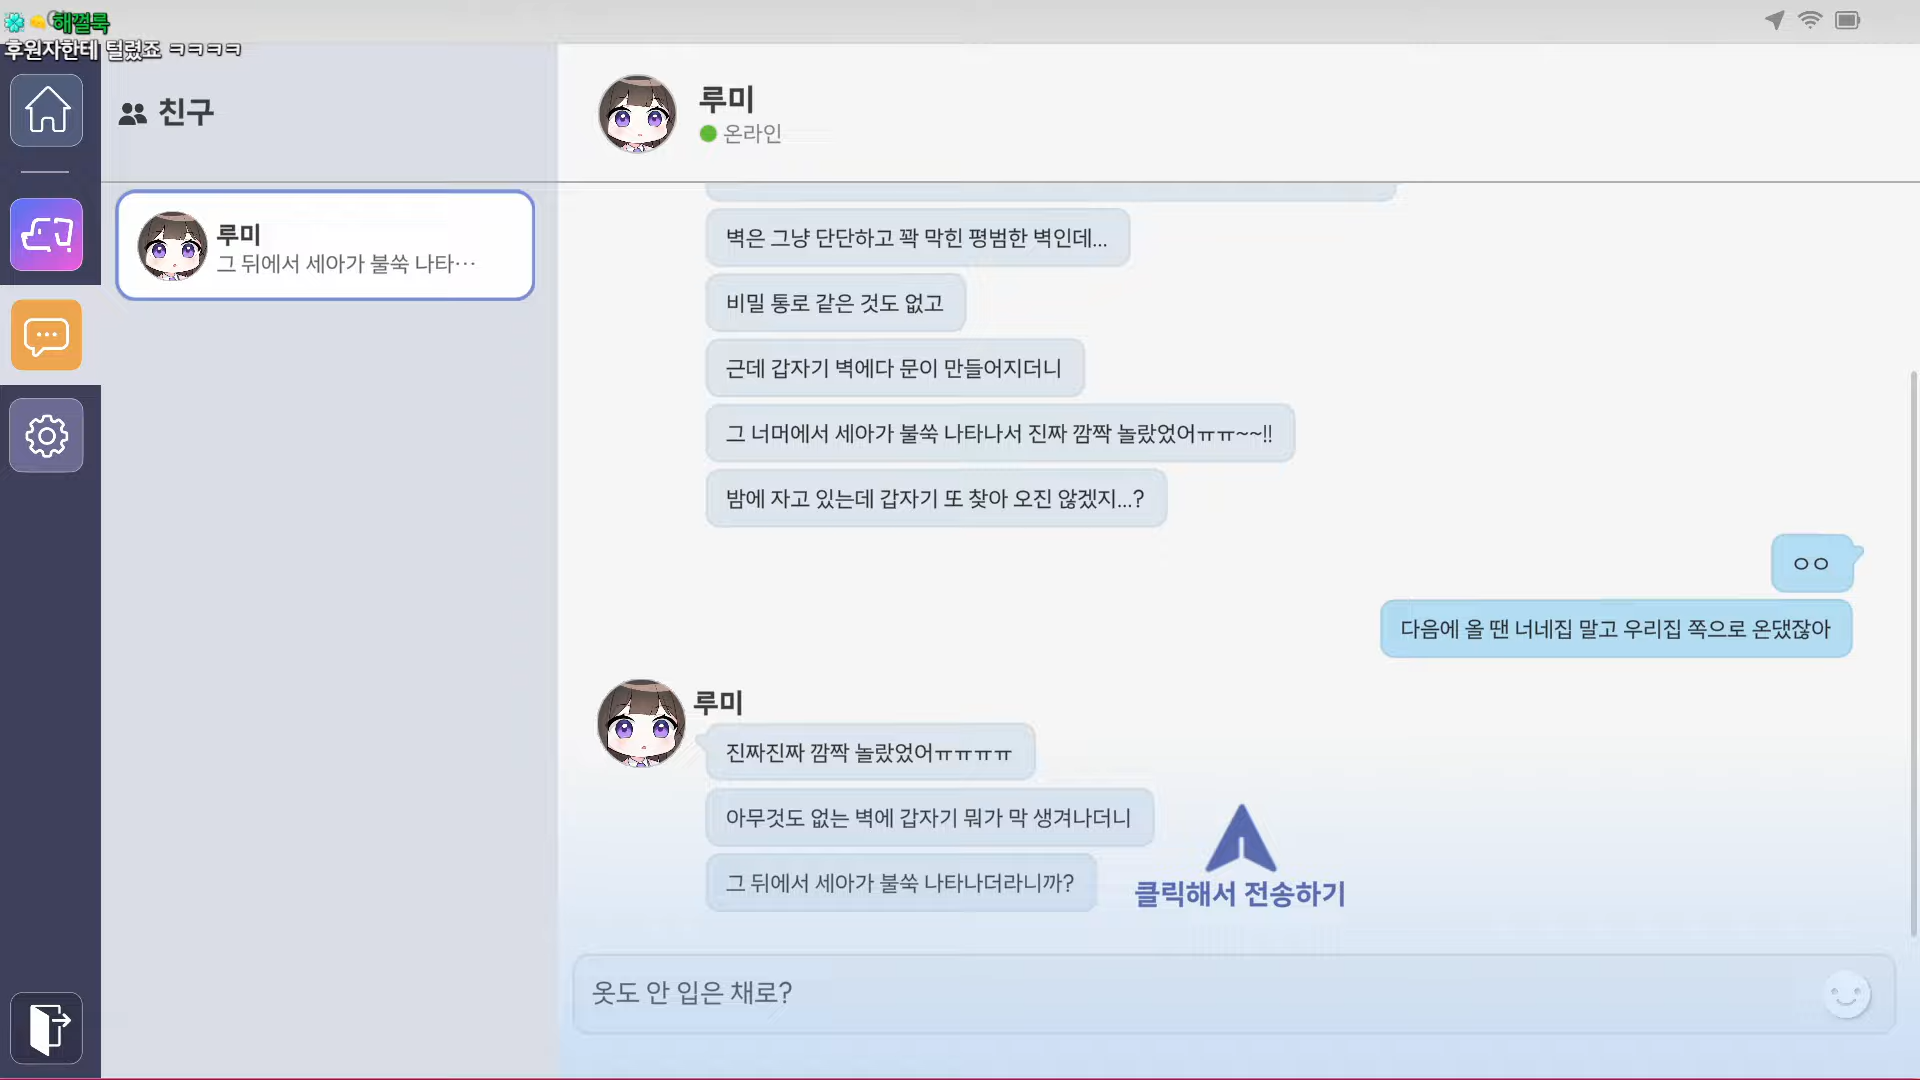 해껄룩
후원자한테 털렸죠 ㅋㅋㅋㅋ
친구
루미
그 뒤에서 세아가 불쑥 나타…
루미
온라인
벽은 그냥 단단하고 꽉 막힌 평범한 벽인데...
비밀 통로 같은 것도 없고
근데 갑자기 벽에다 문이 만들어지더니
그 너머에서 세아가 불쑥 나타나서 진짜 깜짝 놀랐었어ㅠㅠ~~!!
밤에 자고 있는데 갑자기 또 찾아 오진 않겠지...?
ㅇㅇ
다음에 올 땐 너네집 말고 우리집 쪽으로 온댔잖아
루미
진짜진짜 깜짝 놀랐었어ㅠㅠㅠㅠ
아무것도 없는 벽에 갑자기 뭐가 막 생겨나더니
그 뒤에서 세아가 불쑥 나타나더라니까?
클릭해서 전송하기
옷도 안 입은 채로?